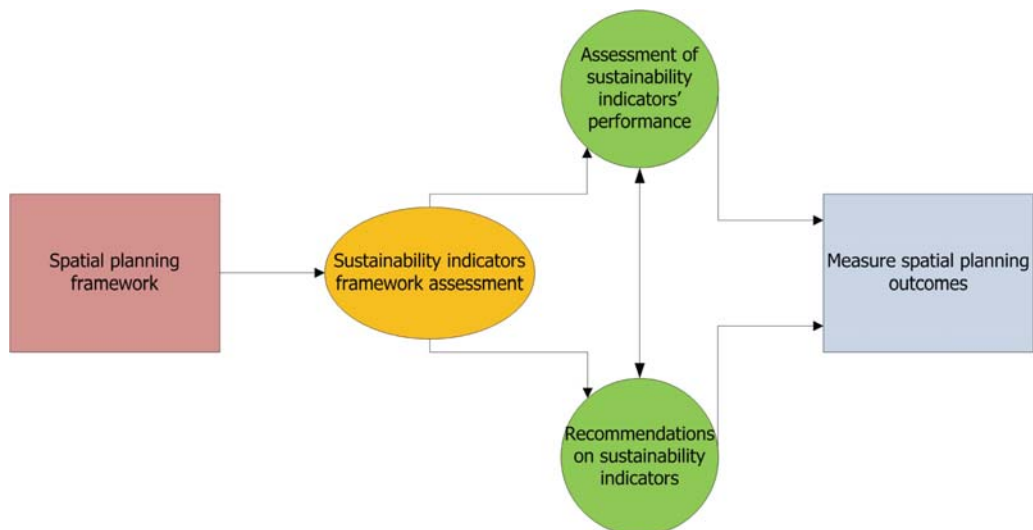 Assessment of
sustainability
indicators'
performance
Spatial planning
framework
Sustainability indicators
framework assessment
Measure spatial planning
outcomes
Recommendations
on sustainability
indicators